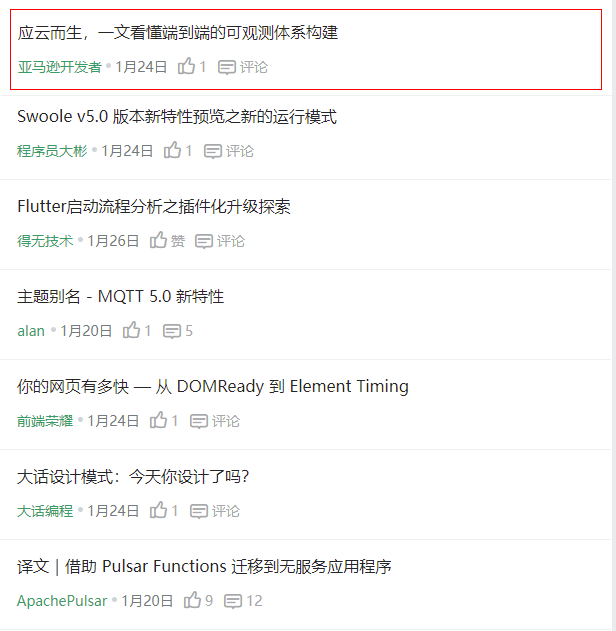 应云而生，一文看懂端到端的可观测体系构建
亚马逊开发者 • 1月24日 1 评论
Swoole v5.0 版本新特性预览之新的运行模式
程序员大彬 • 1月24日 1 评论
Flutter启动流程分析之插件化升级探索
得无技术 • 1月26日 赞 评论
主题别名 - MQTT 5.0 新特性
alan • 1月20日 1 5
你的网页有多快 — 从 DOMReady 到 Element Timing
前端荣耀 • 1月24日 1 评论
大话设计模式：今天你设计了吗？
大话编程 • 1月24日 1 评论
译文 | 借助 Pulsar Functions 迁移到无服务应用程序
ApachePulsar • 1月20日 9 12